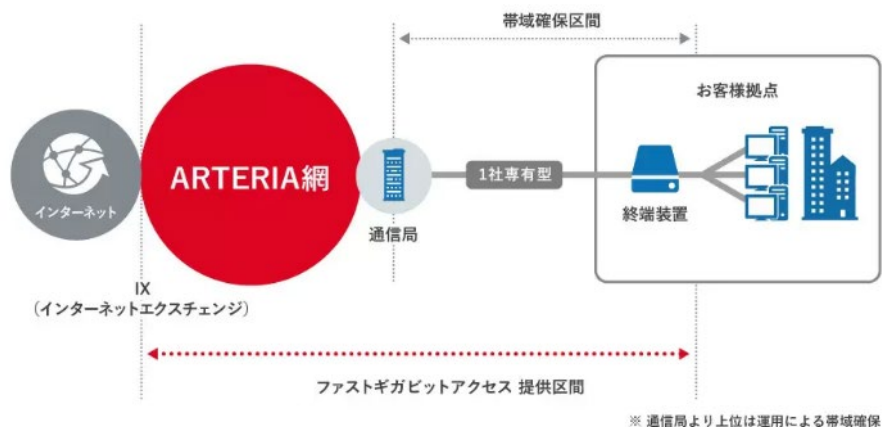 帯域確保区間
お客様拠点
インターネット
ARTERIA網
通信局
1社専有型
終端装置
IX
(インターネットエクスチェンジ)
ファストギガビットアクセス 提供区間
※ 通信局より上位は運用による帯域確保